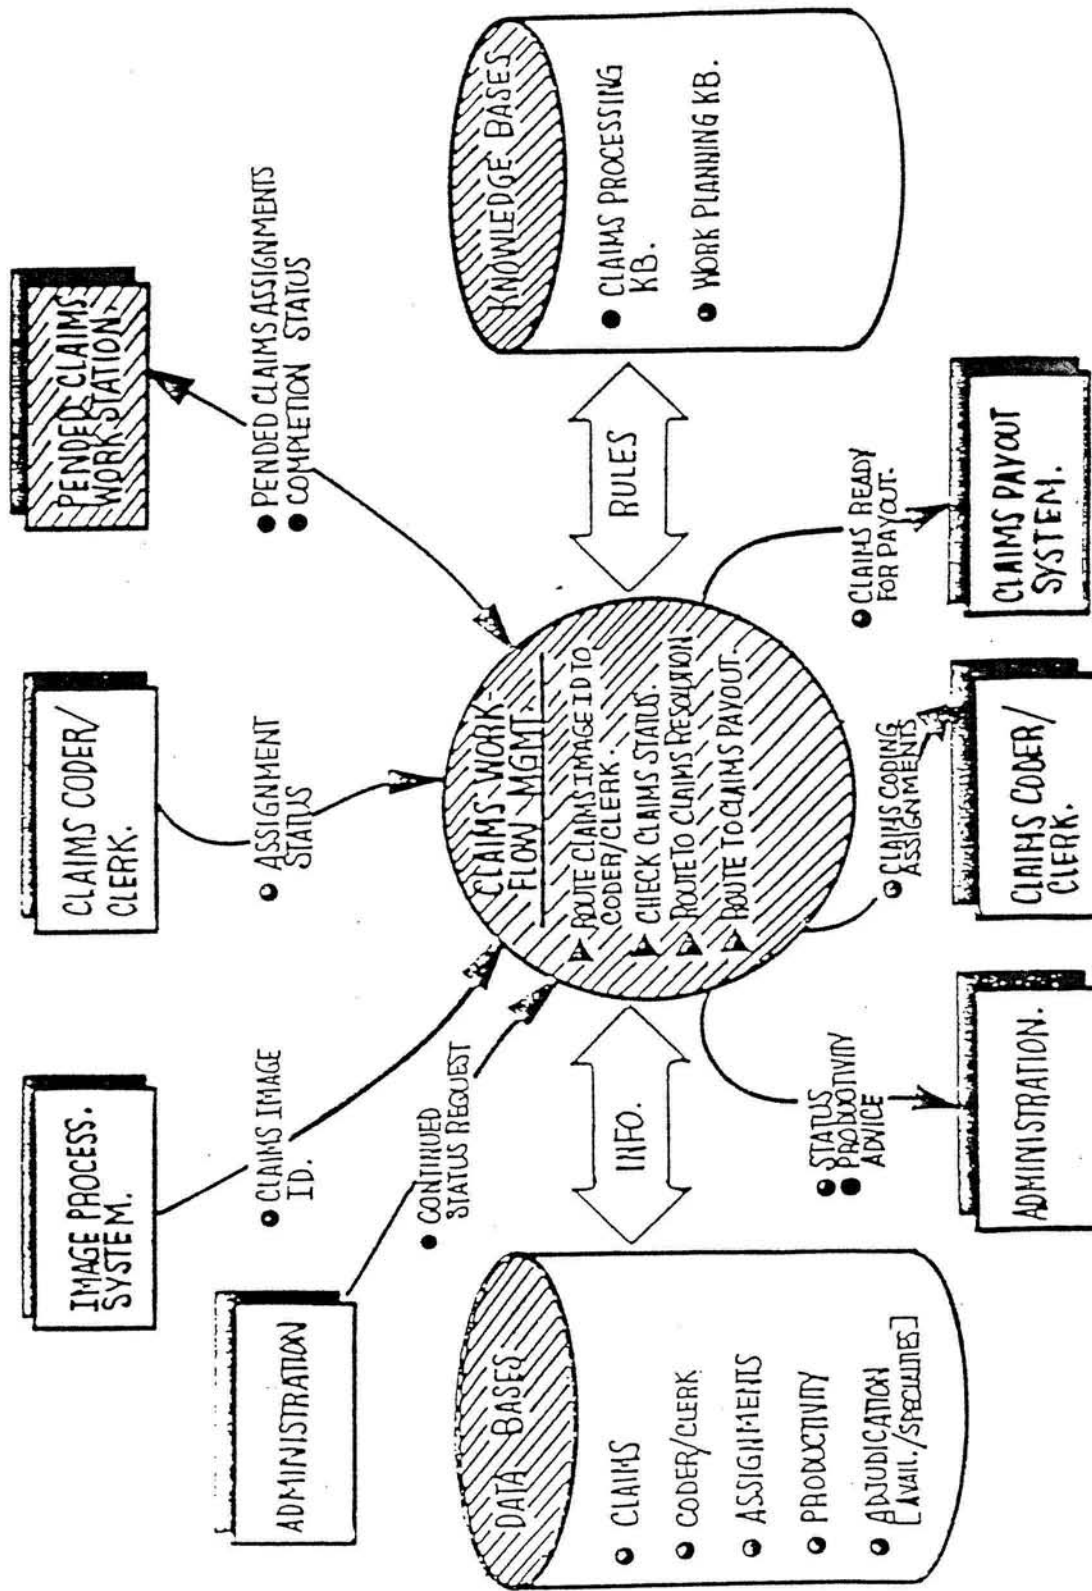 IMAGE PROCESS.
SYSTEM.
CLAIMS CODER/
CLERK.
PENDED CLAIMS
WORK STATION.
ADMINISTRATION
● CLAIMS IMAGE
ID.
● ASSIGNMENT
STATUS
● PENDED CLAIMS ASSIGNMENTS
● COMPLETION STATUS
● CONTINUED
STATUS REQUEST
DATA BASES
● CLAIMS
● CODER/CLERK
● ASSIGNMENTS
● PRODUCTIVITY
● ADJUDICATION
[AVAIL./SPECIALITIES]
INFO.
CLAIMS WORK-
FLOW MGMT.
▲ ROUTE CLAIMS IMAGE ID TO
CODER/CLERK.
▲ CHECK CLAIMS STATUS.
▲ ROUTE TO CLAIMS RESOLUTION
▲ ROUTE TO CLAIMS PAYOUT.
RULES
KNOWLEDGE BASES
● CLAIMS PROCESSING
KB.
● WORK PLANNING KB.
● STATUS
● PRODUCTIVITY
ADVICE
● CLAIMS CODING
ASSIGNMENTS
● CLAIMS READY
FOR PAYOUT.
ADMINISTRATION.
CLAIMS CODER/
CLERK.
CLAIMS PAYOUT
SYSTEM.